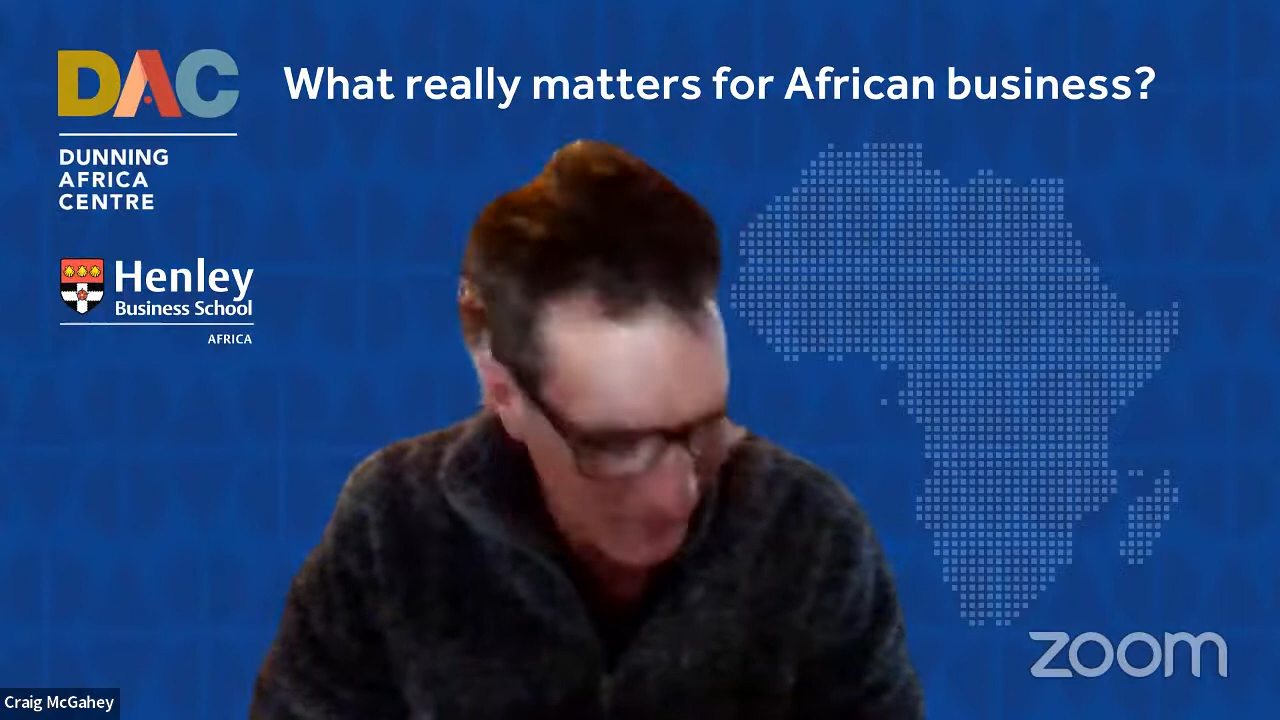 DAC
What really matters for African business?
DUNNING
AFRICA
CENTRE
Henley
Business School
AFRICA
zoom
Craig McGahey